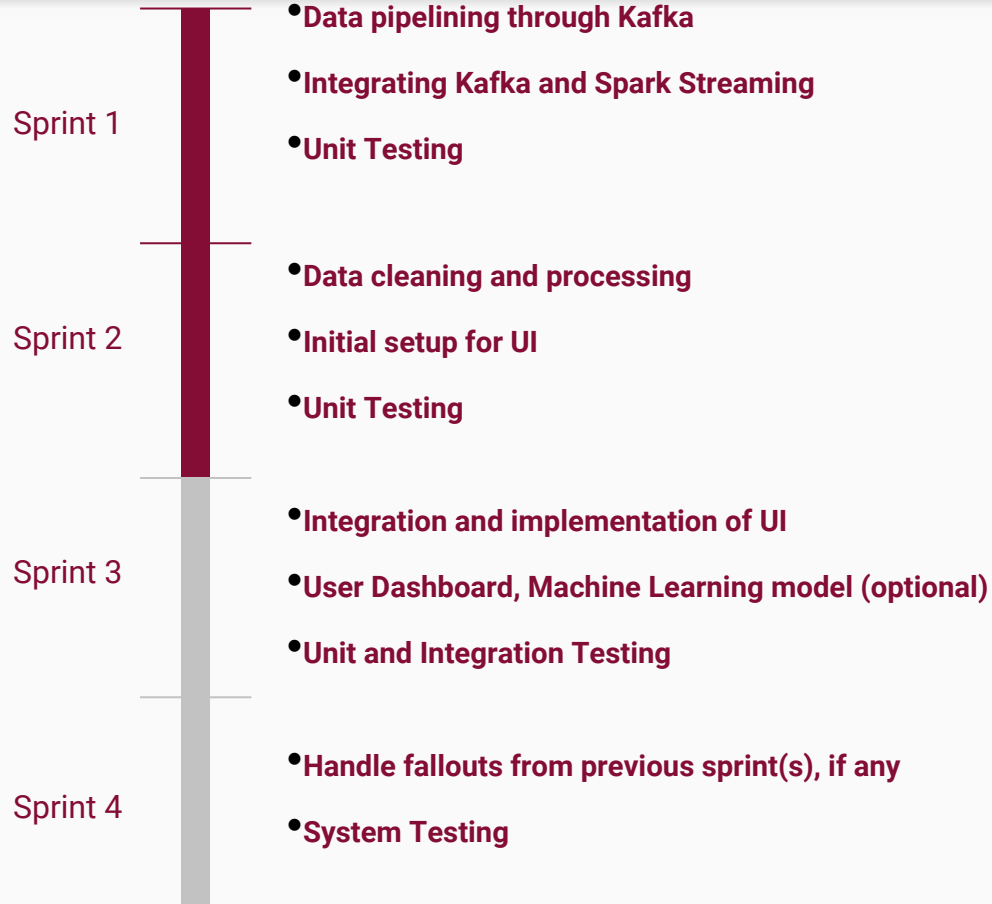 Sprint 1
•Data pipelining through Kafka
•Integrating Kafka and Spark Streaming
•Unit Testing
Sprint 2
•Data cleaning and processing
•Initial setup for UI
•Unit Testing
Sprint 3
•Integration and implementation of UI
•User Dashboard, Machine Learning model (optional)
•Unit and Integration Testing
Sprint 4
•Handle fallouts from previous sprint(s), if any
•System Testing